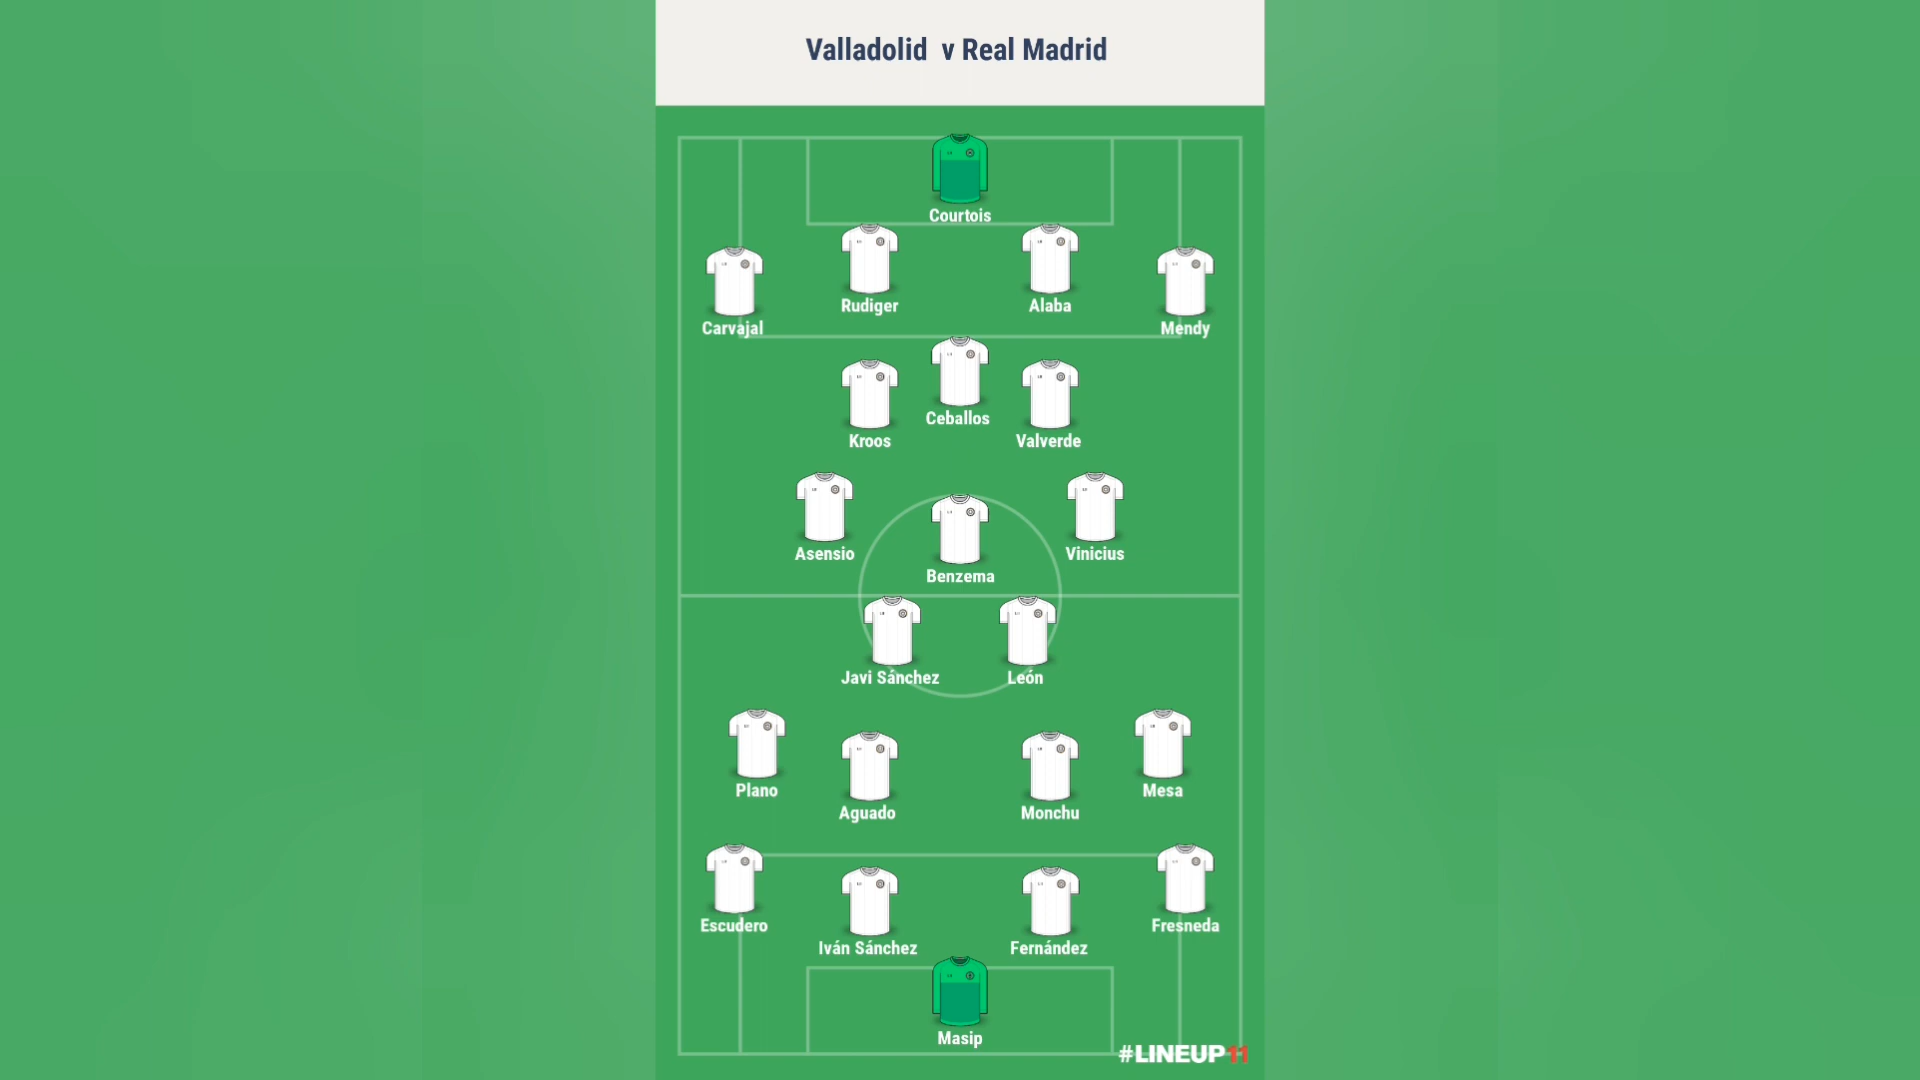 Valladolid v Real Madrid
Courtois
Rudiger
Alaba
Carvajal
Mendy
Ceballos
Kroos
Valverde
Asensio
Vinicius
Benzema
Javi Sánchez
León
Plano
Mesa
Aguado
Monchu
Escudero
Fresneda
Iván Sánchez
Fernández
Masip
#LINEUP11